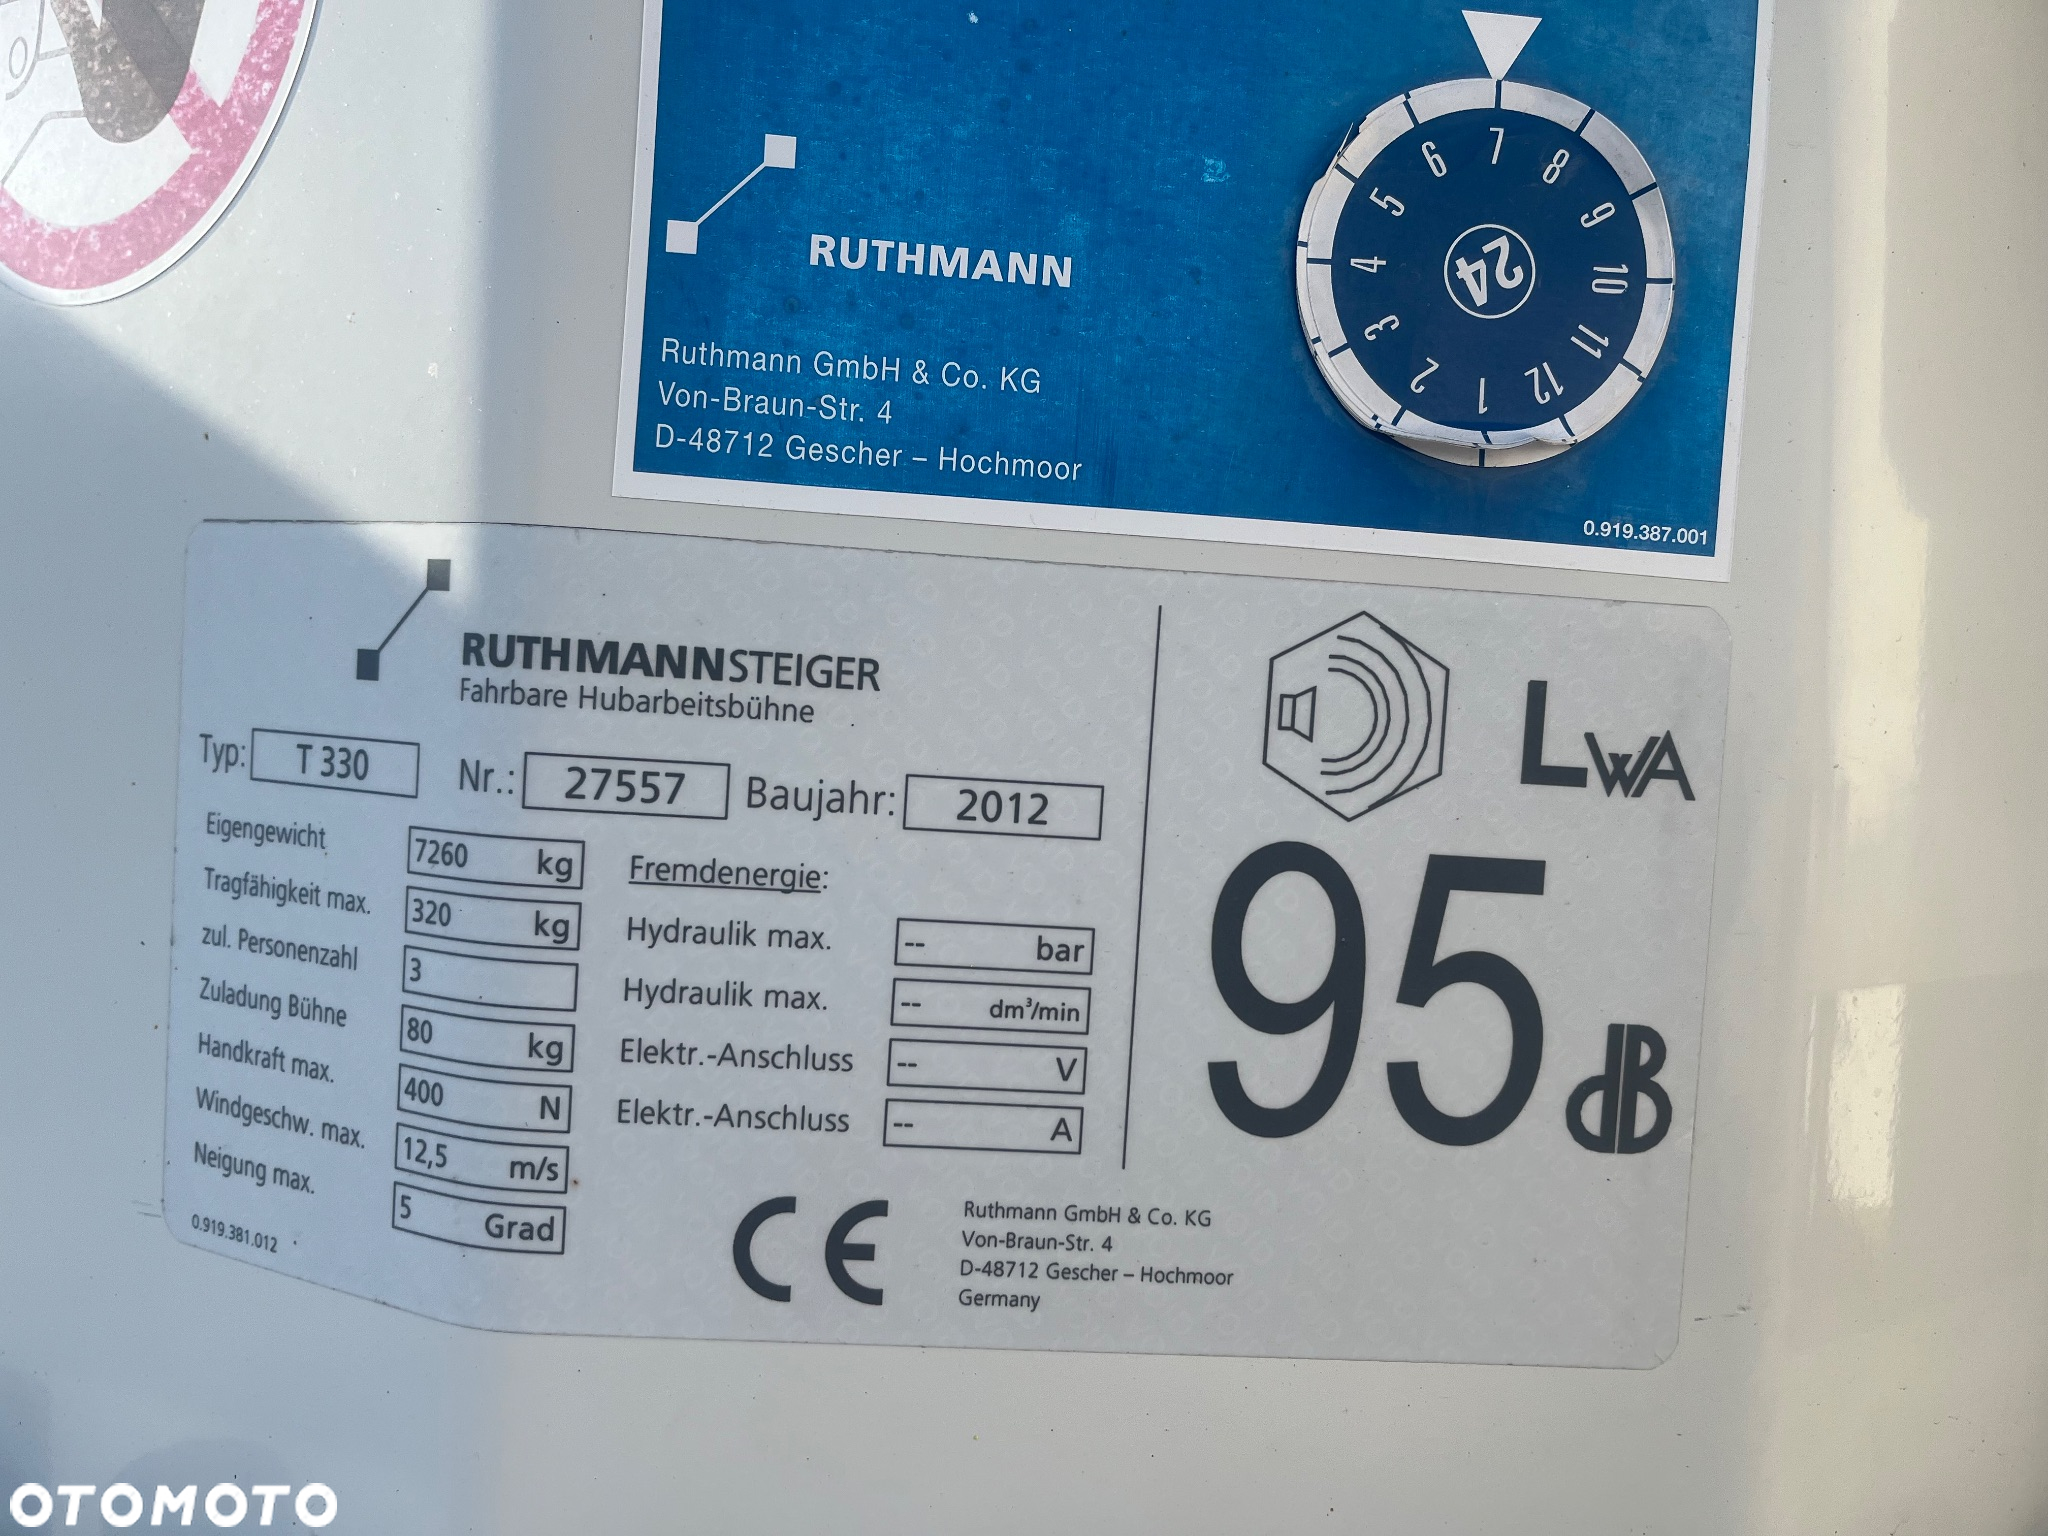 RUTHMANN
Ruthmann GmbH & Co. KG
Von-Braun-Str. 4
D-48712 Gescher – Hochmoor
1 2 3 4 5 6 7 8 9 10 11 12
24
0.919.387.001
RUTHMANNSTEIGER
Fahrbare Hubarbeitsbühne
Typ: T 330 Nr.: 27557 Baujahr: 2012
Eigengewicht 7260 kg
Tragfähigkeit max. 320 kg
zul. Personenzahl 3
Zuladung Bühne 80 kg
Handkraft max. 400 N
Windgeschw. max. 12,5 m/s
Neigung max. 5 Grad
0.919.381.012
Fremdenergie:
Hydraulik max. -- bar
Hydraulik max. -- dm³/min
Elektr.-Anschluss -- V
Elektr.-Anschluss -- A
CE
Ruthmann GmbH & Co. KG
Von-Braun-Str. 4
D-48712 Gescher – Hochmoor
Germany
LWA
95 dB
OTOMOTO